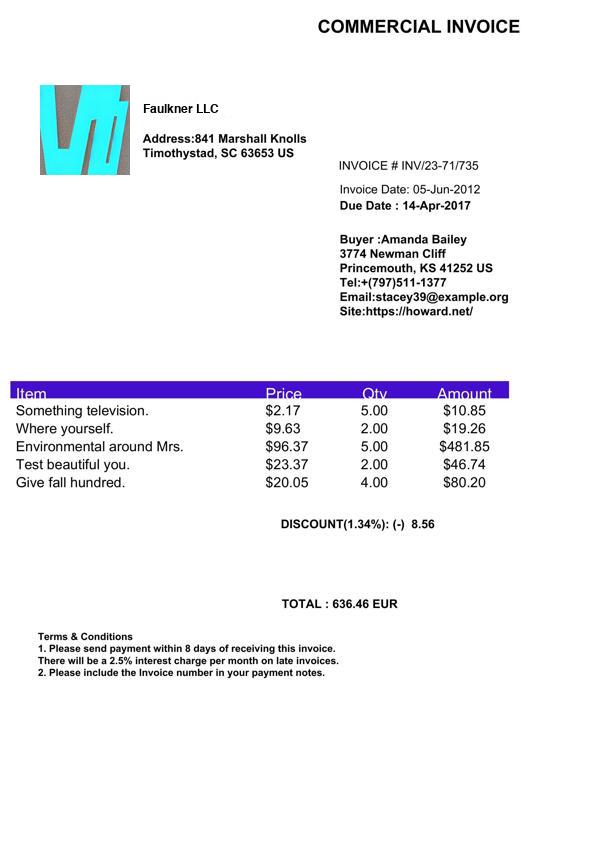 COMMERCIAL INVOICE
Faulkner LLC
Address:841 Marshall Knolls
Timothystad, SC 63653 US
INVOICE # INV/23-71/735
Invoice Date: 05-Jun-2012
Due Date : 14-Apr-2017
Buyer :Amanda Bailey
3774 Newman Cliff
Princemouth, KS 41252 US
Tel:+(797)511-1377
Email:stacey39@example.org
Site:https://howard.net/
Item Price Qty Amount
Something television. $2.17 5.00 $10.85
Where yourself. $9.63 2.00 $19.26
Environmental around Mrs. $96.37 5.00 $481.85
Test beautiful you. $23.37 2.00 $46.74
Give fall hundred. $20.05 4.00 $80.20
DISCOUNT(1.34%): (-) 8.56
TOTAL : 636.46 EUR
Terms & Conditions
1. Please send payment within 8 days of receiving this invoice.
There will be a 2.5% interest charge per month on late invoices.
2. Please include the Invoice number in your payment notes.